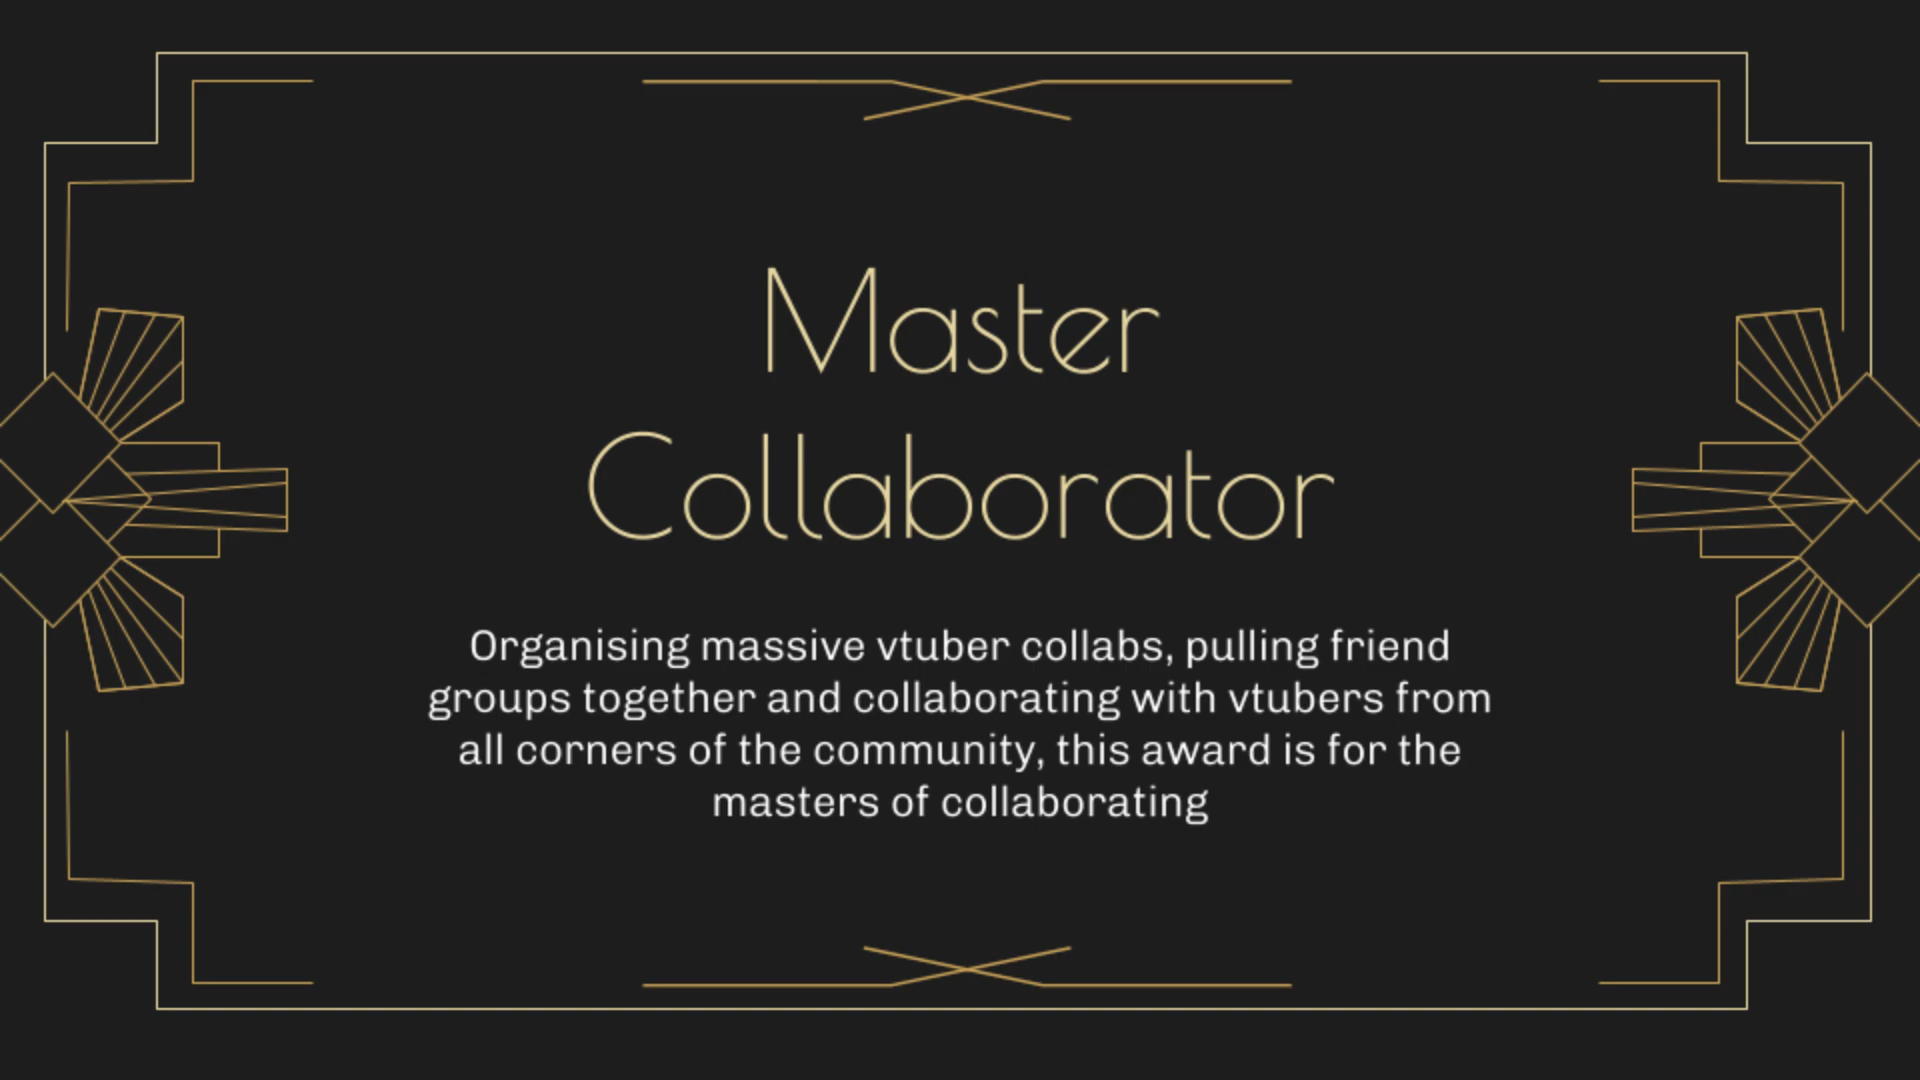 Master
Collaborator
Organising massive vtuber collabs, pulling friend
groups together and collaborating with vtubers from
all corners of the community, this award is for the
masters of collaborating